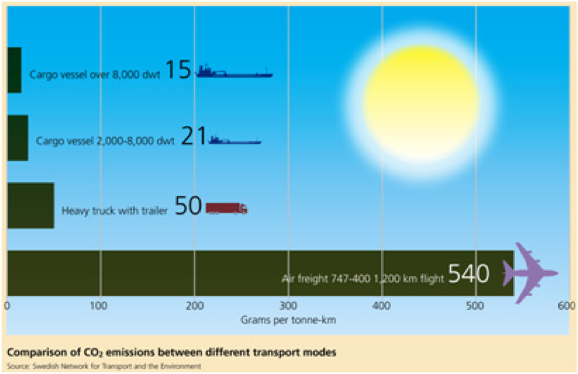 Cargo vessel over 8,000 dwt 15
Cargo vessel 2,000-8,000 dwt 21
Heavy truck with trailer 50
Air freight 747-400 1,200 km flight 540
0 100 200 300 400 500 600
Grams per tonne-km
Comparison of CO₂ emissions between different transport modes
Source: Swedish Network for Transport and the Environment